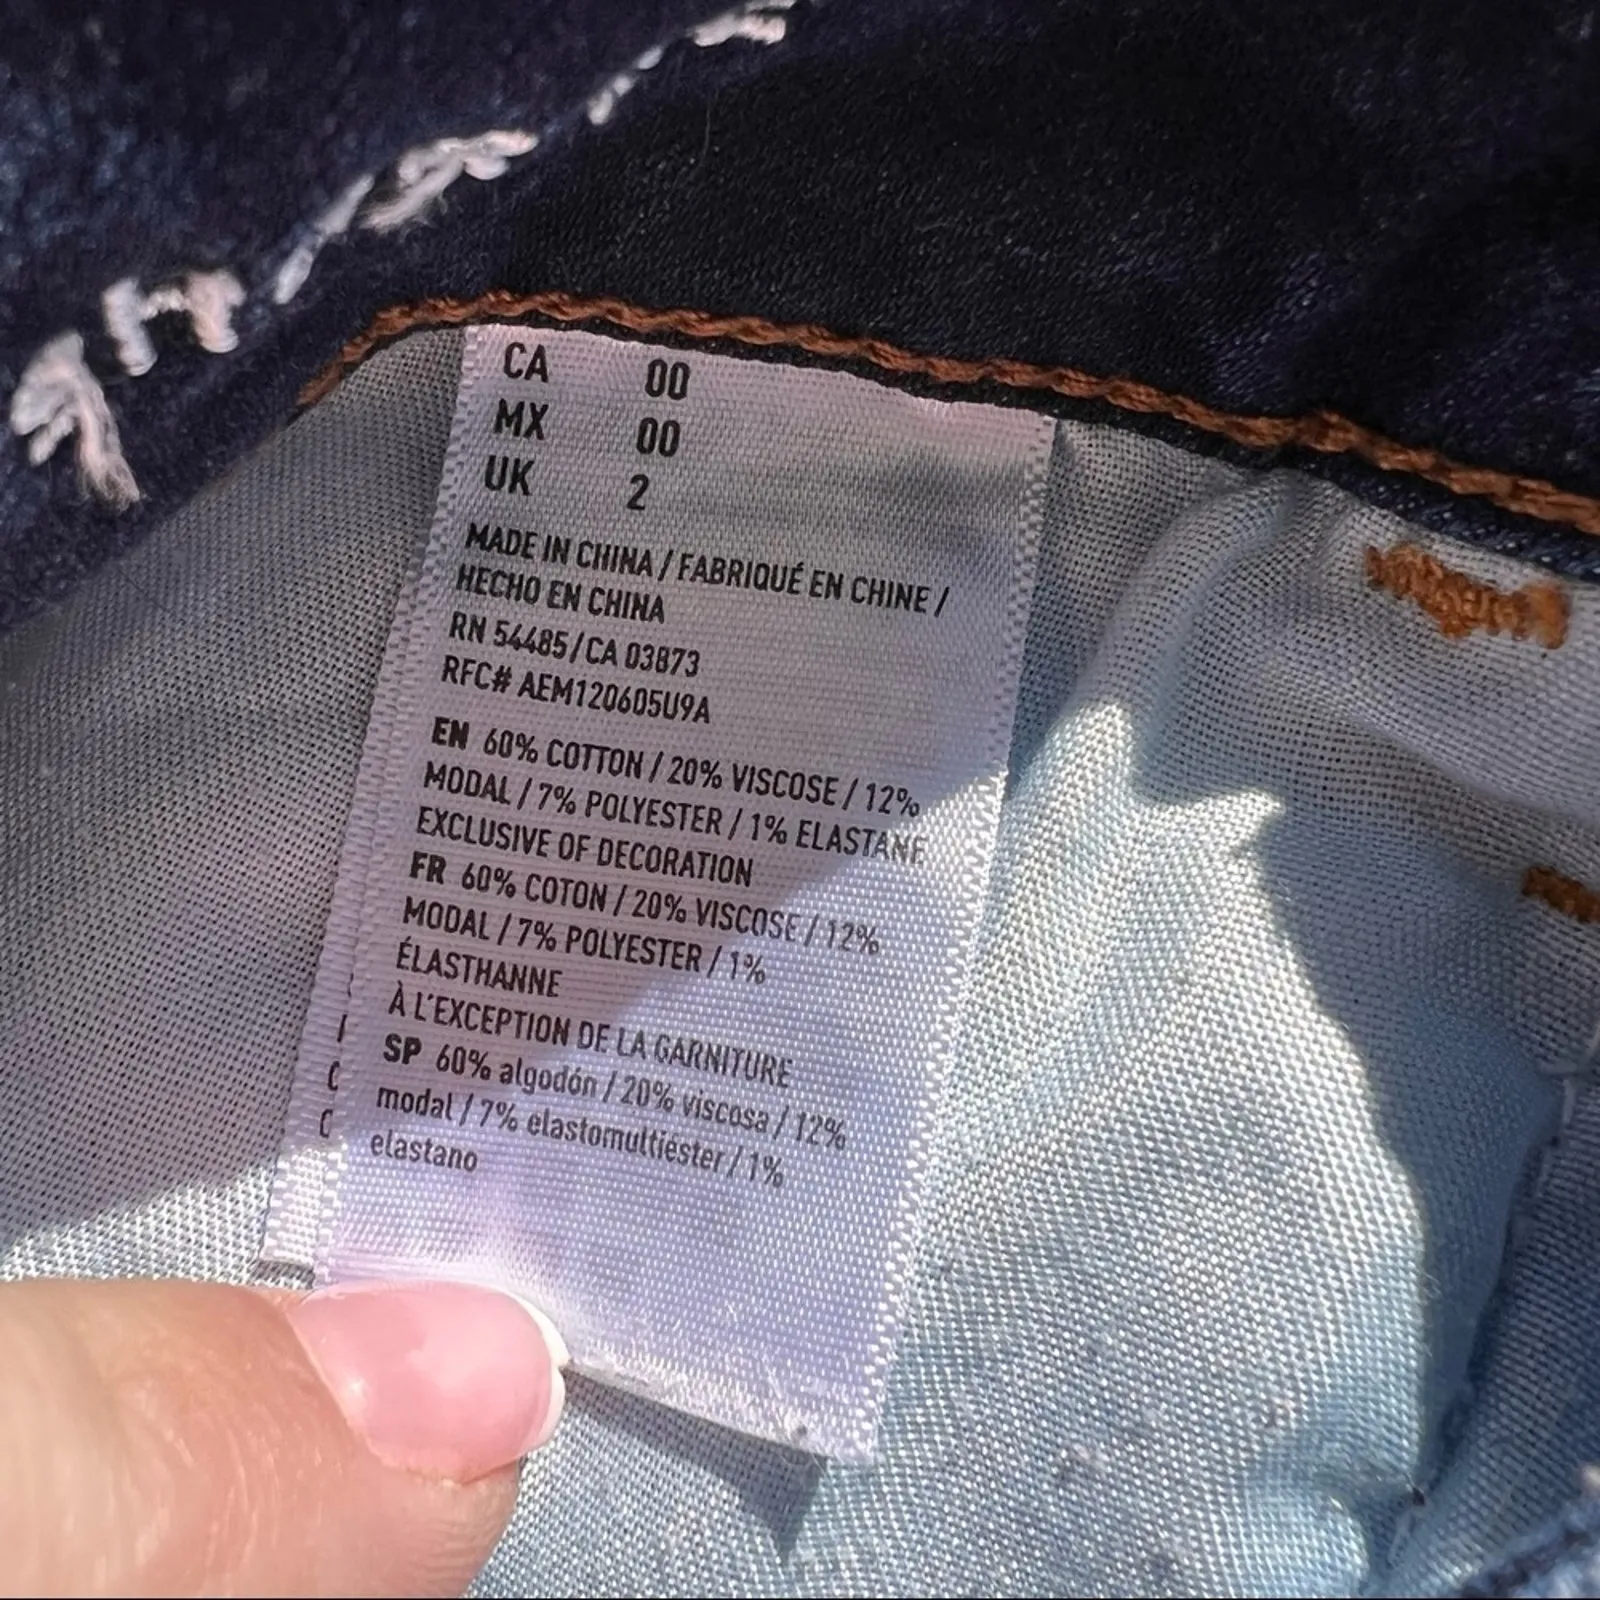 CA 00
MX 00
UK 2
MADE IN CHINA / FABRIQUÉ EN CHINE /
HECHO EN CHINA
RN 54485 / CA 03873
RFC# AEM120605U9A
EN 60% COTTON / 20% VISCOSE / 12%
MODAL / 7% POLYESTER / 1% ELASTANE
EXCLUSIVE OF DECORATION
FR 60% COTON / 20% VISCOSE / 12%
MODAL / 7% POLYESTER / 1%
ÉLASTHANNE
À L'EXCEPTION DE LA GARNITURE
SP 60% algodón / 20% viscosa / 12%
modal / 7% elastomultiéster / 1%
elastano